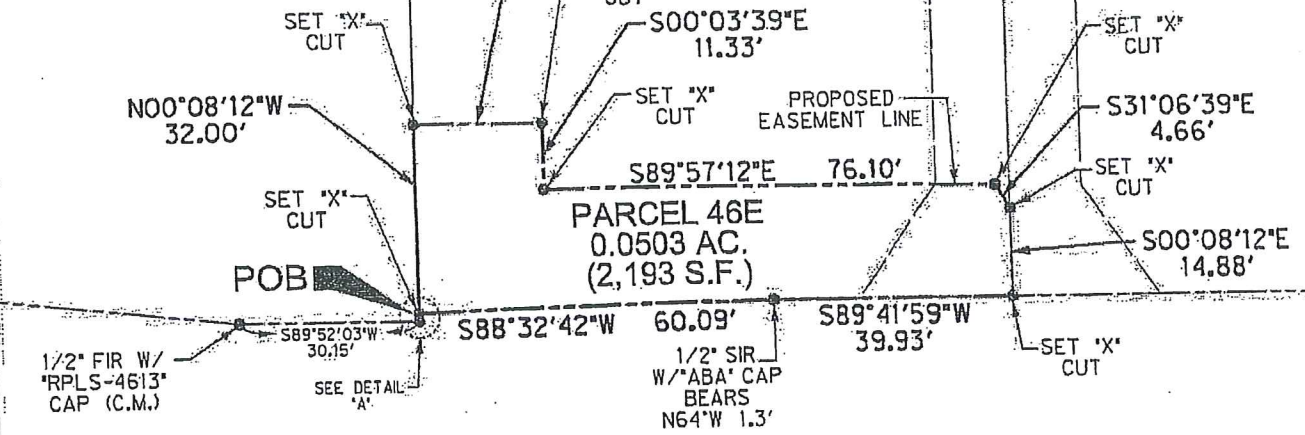 SET "X"
CUT
S00°03'39"E
11.33'
SET "X"
CUT
N00°08'12"W
32.00'
SET "X"
CUT
PROPOSED
EASEMENT LINE
S31°06'39"E
4.66'
S89°57'12"E 76.10'
SET "X"
CUT
SET "X"
CUT
PARCEL 46E
0.0503 AC.
(2,193 S.F.)
S00°08'12"E
14.88'
POB
S89°52'03"W
30.15'
S88°32'42"W 60.09'
S89°41'59"W
39.93'
1/2" FIR W/
"RPLS-4613"
CAP (C.M.)
SEE DETAIL
"A"
1/2" SIR
W/"ABA" CAP
BEARS
N64°W 1.3'
SET "X"
CUT